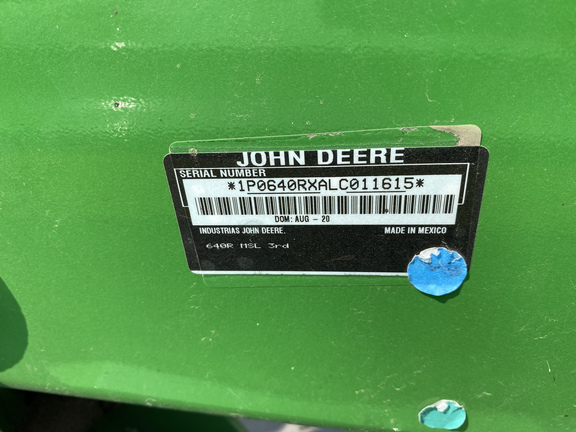 JOHN DEERE
SERIAL NUMBER
*1P0640RXALC011615*
DOM: AUG - 20
INDUSTRIAS JOHN DEERE. MADE IN MEXICO
640R MSL 3rd